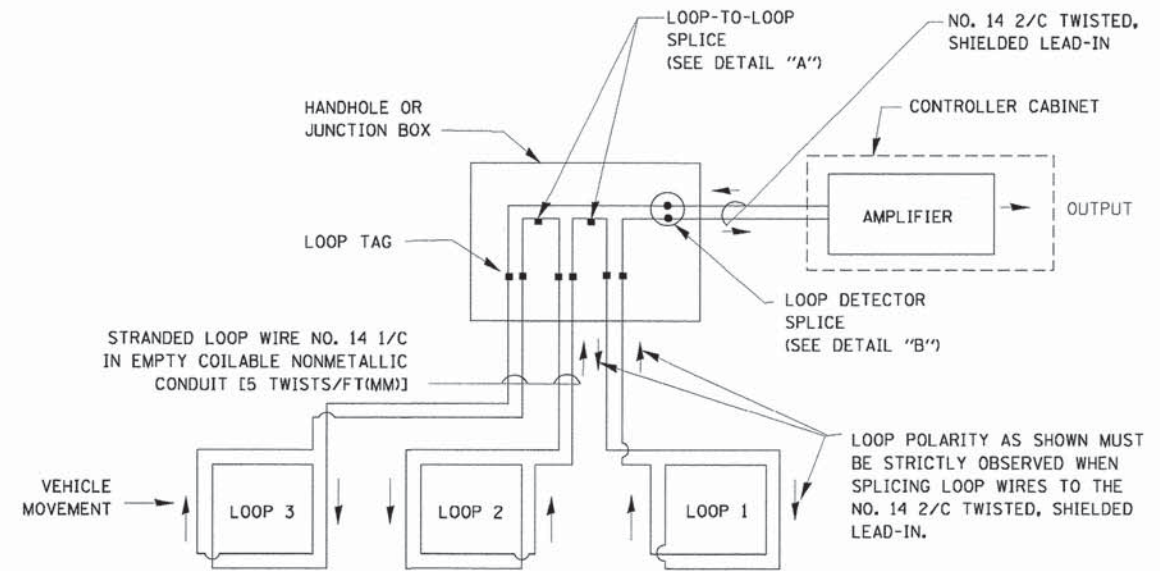 LOOP-TO-LOOP
SPLICE
(SEE DETAIL "A")
NO. 14 2/C TWISTED,
SHIELDED LEAD-IN
HANDHOLE OR
JUNCTION BOX
CONTROLLER CABINET
AMPLIFIER
OUTPUT
LOOP TAG
LOOP DETECTOR
SPLICE
(SEE DETAIL "B")
STRANDED LOOP WIRE NO. 14 1/C
IN EMPTY COILABLE NONMETALLIC
CONDUIT [5 TWISTS/FT(MM)]
LOOP POLARITY AS SHOWN MUST
BE STRICTLY OBSERVED WHEN
SPLICING LOOP WIRES TO THE
NO. 14 2/C TWISTED, SHIELDED
LEAD-IN.
VEHICLE
MOVEMENT
LOOP 3
LOOP 2
LOOP 1